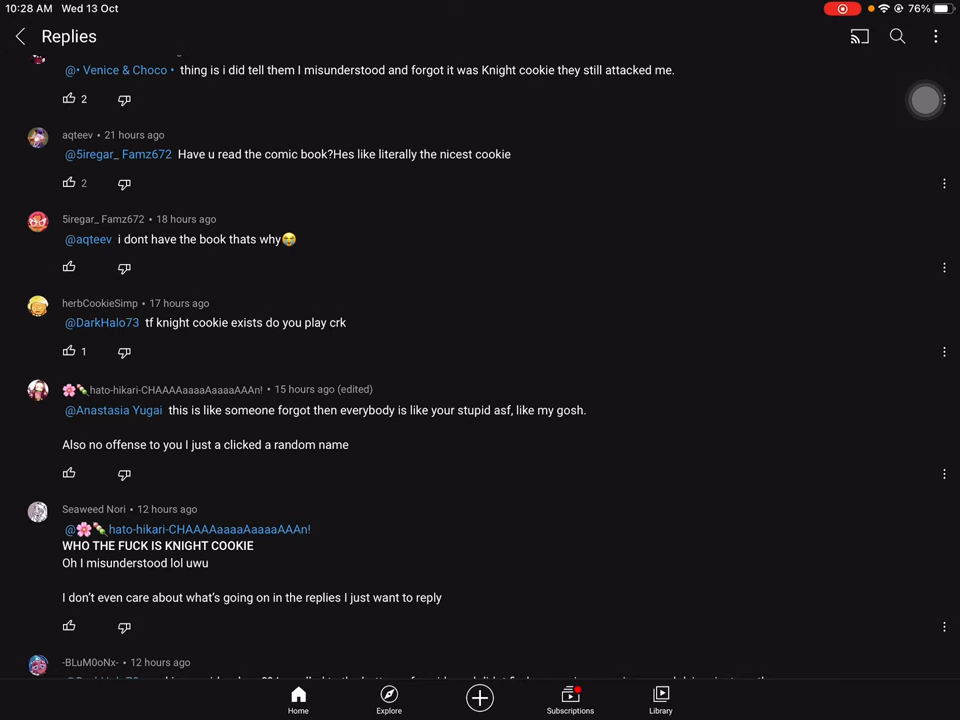 10:28 AM Wed 13 Oct
76%
Replies
@• Venice & Choco • thing is i did tell them I misunderstood and forgot it was Knight cookie they still attacked me.
2
aqteev • 21 hours ago
@5iregar_ Famz672 Have u read the comic book?Hes like literally the nicest cookie
2
5iregar_ Famz672 • 18 hours ago
@aqteev i dont have the book thats why😭
herbCookieSimp • 17 hours ago
@DarkHalo73 tf knight cookie exists do you play crk
1
🌸🍡hato-hikari-CHAAAAaaaaAaaaaAAAn! • 15 hours ago (edited)
@Anastasia Yugai this is like someone forgot then everybody is like your stupid asf, like my gosh.
Also no offense to you I just a clicked a random name
Seaweed Nori • 12 hours ago
@🌸🍡hato-hikari-CHAAAAaaaaAaaaaAAAn!
WHO THE FUCK IS KNIGHT COOKIE
Oh I misunderstood lol uwu
I don't even care about what's going on in the replies I just want to reply
-BLuM0oNx- • 12 hours ago
Home
Explore
Subscriptions
Library